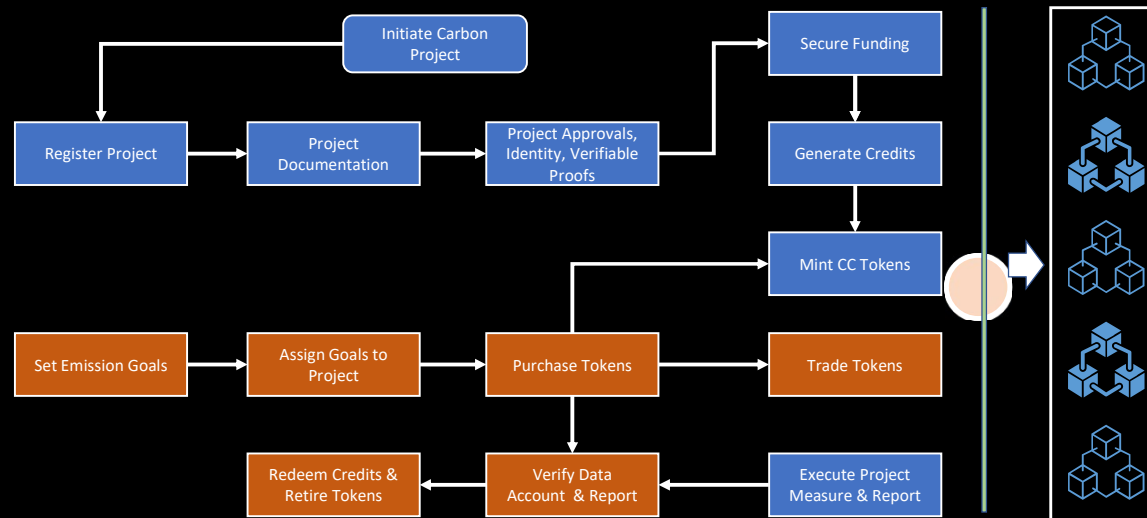 Initiate Carbon
Project
Secure Funding
Register Project
Project
Documentation
Project Approvals,
Identity, Verifiable
Proofs
Generate Credits
Mint CC Tokens
Set Emission Goals
Assign Goals to
Project
Purchase Tokens
Trade Tokens
Redeem Credits &
Retire Tokens
Verify Data
Account & Report
Execute Project
Measure & Report